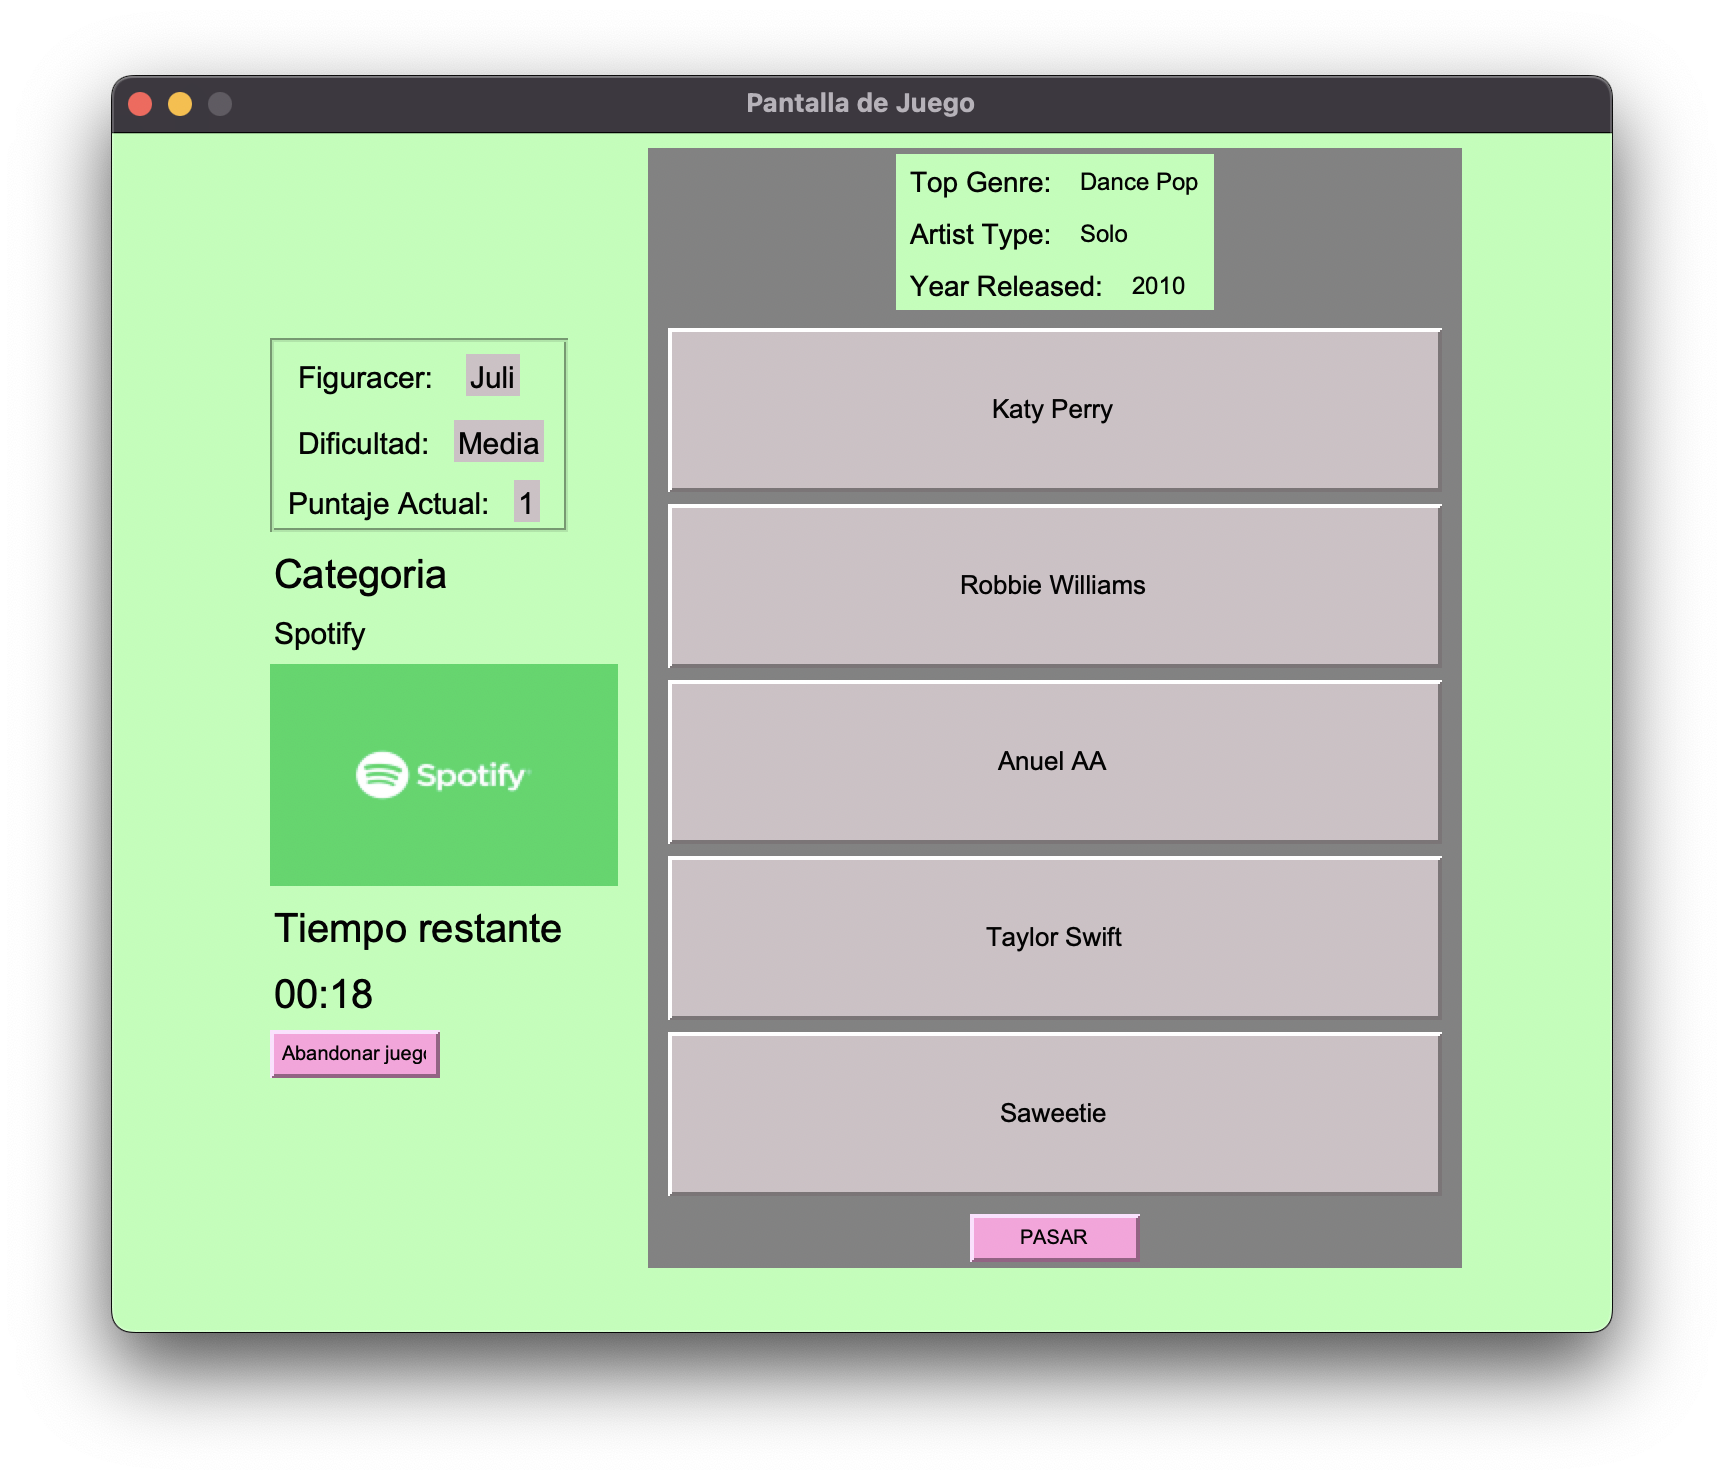 Pantalla de Juego
Figuracer: Juli
Dificultad: Media
Puntaje Actual: 1
Categoria
Spotify
Spotify
Tiempo restante
00:18
Abandonar jueg
Top Genre: Dance Pop
Artist Type: Solo
Year Released: 2010
Katy Perry
Robbie Williams
Anuel AA
Taylor Swift
Saweetie
PASAR